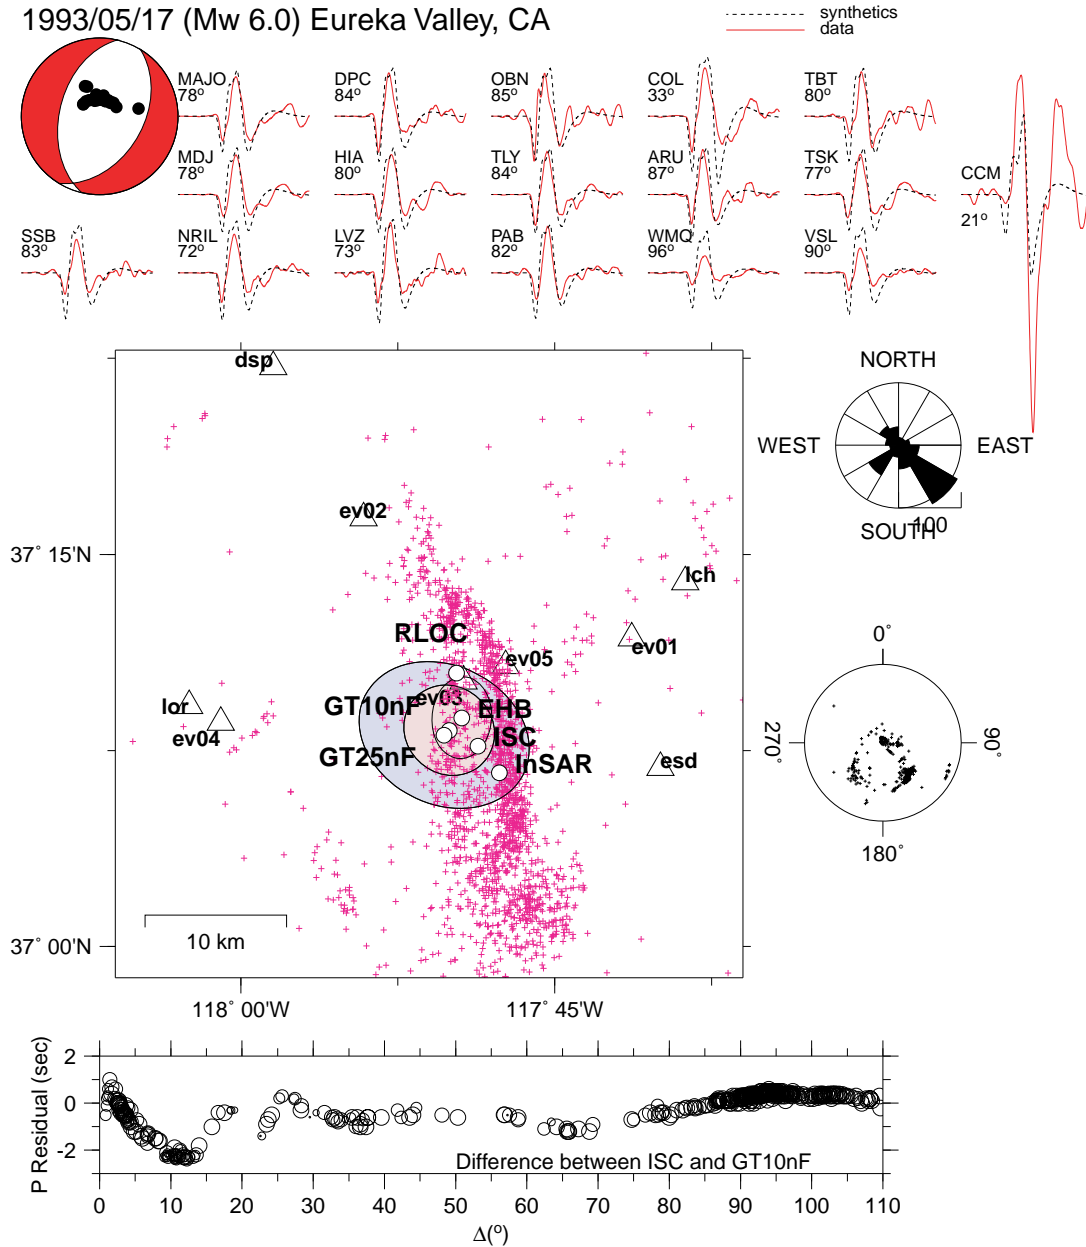 1993/05/17 (Mw 6.0) Eureka Valley, CA
synthetics
data
MAJO
78°
DPC
84°
OBN
85°
COL
33°
TBT
80°
MDJ
78°
HIA
80°
TLY
84°
ARU
87°
TSK
77°
CCM
21°
SSB
83°
NRIL
72°
LVZ
73°
PAB
82°
WMQ
96°
VSL
90°
dsp
ev02
lch
RLOC
ev01
ev05
lor
ev03
GT10nF
EHB
ev04
ISC
GT25nF
InSAR
esd
10 km
37° 15'N
37° 00'N
118° 00'W
117° 45'W
NORTH
WEST
EAST
SOUTH
100
0°
270°
90°
180°
P Residual (sec)
2
0
-2
Difference between ISC and GT10nF
0 10 20 30 40 50 60 70 80 90 100 110
Δ(°)